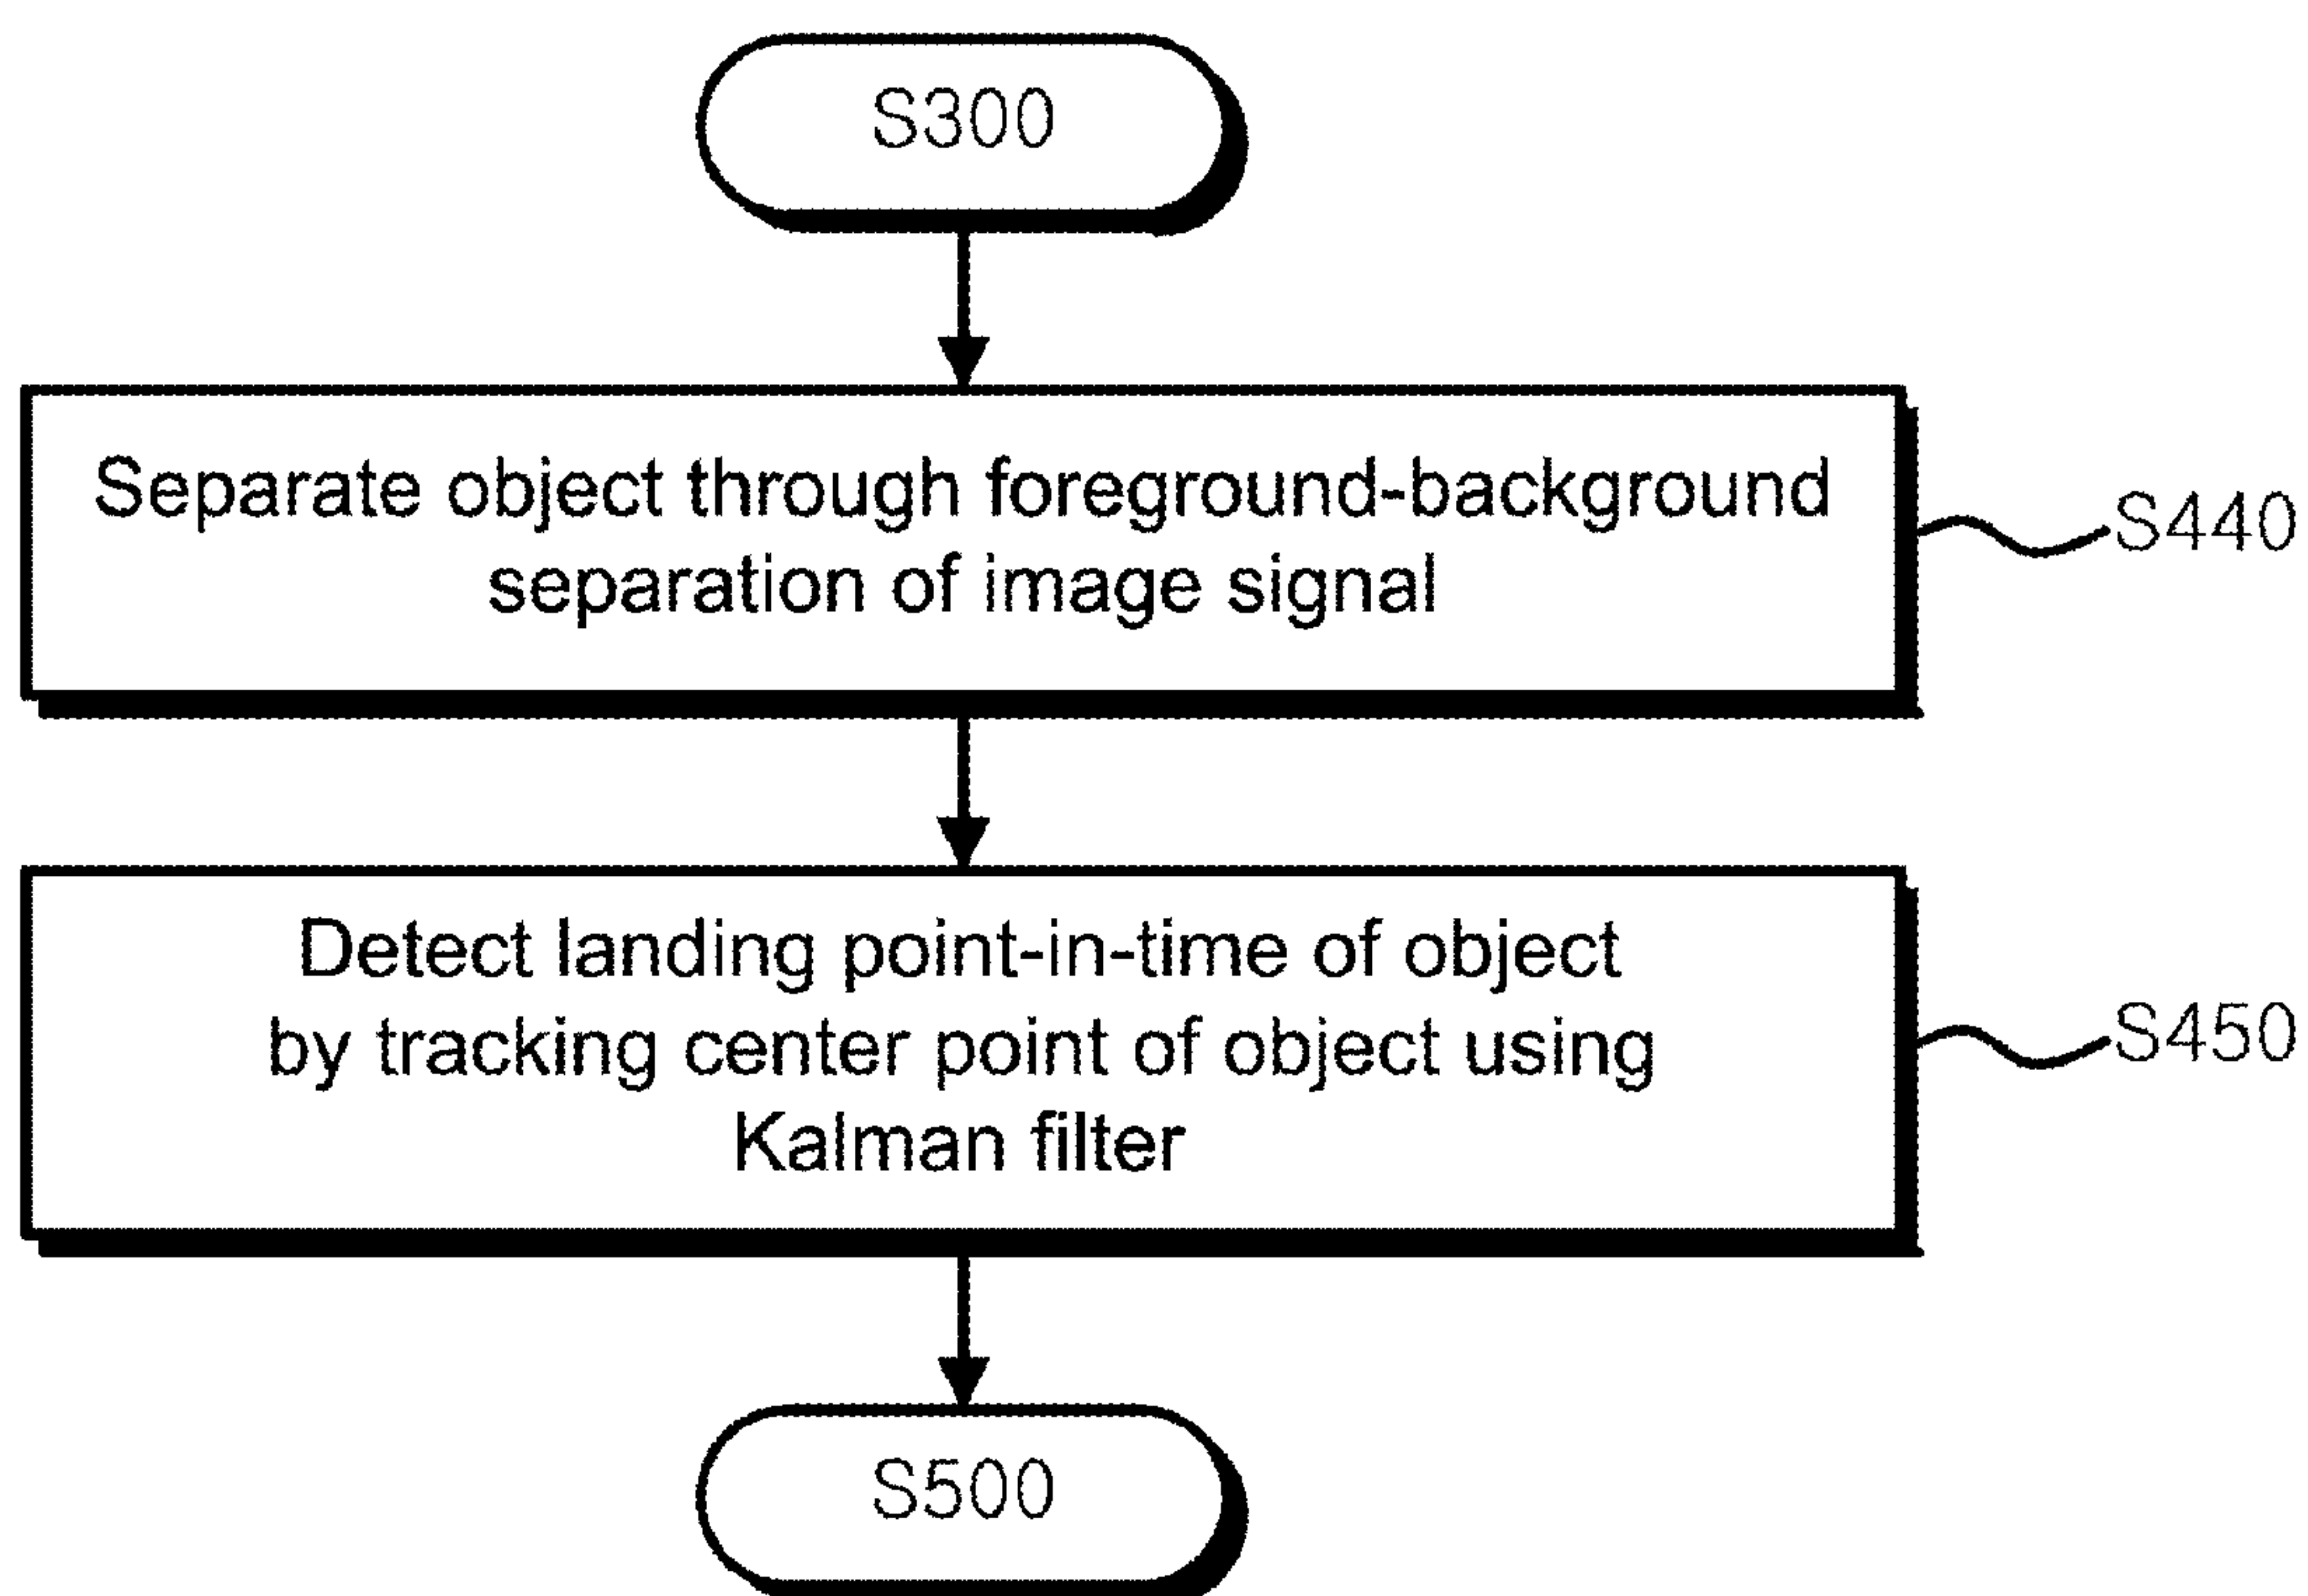 S300
Separate object through foreground-background
separation of image signal
S440
Detect landing point-in-time of object
by tracking center point of object using
Kalman filter
S450
S500